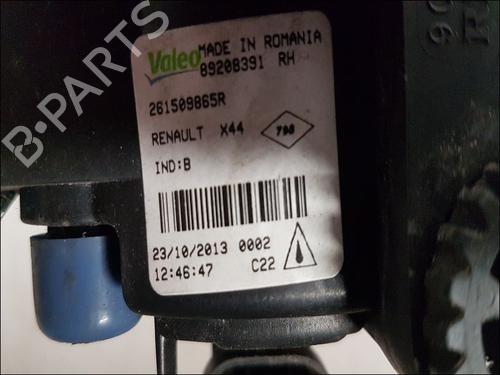 B-PARTS
Valeo MADE IN ROMANIA
89208391 RH
261509865R
RENAULT X44
IND:B
23/10/2013 0002
12:46:47 C22